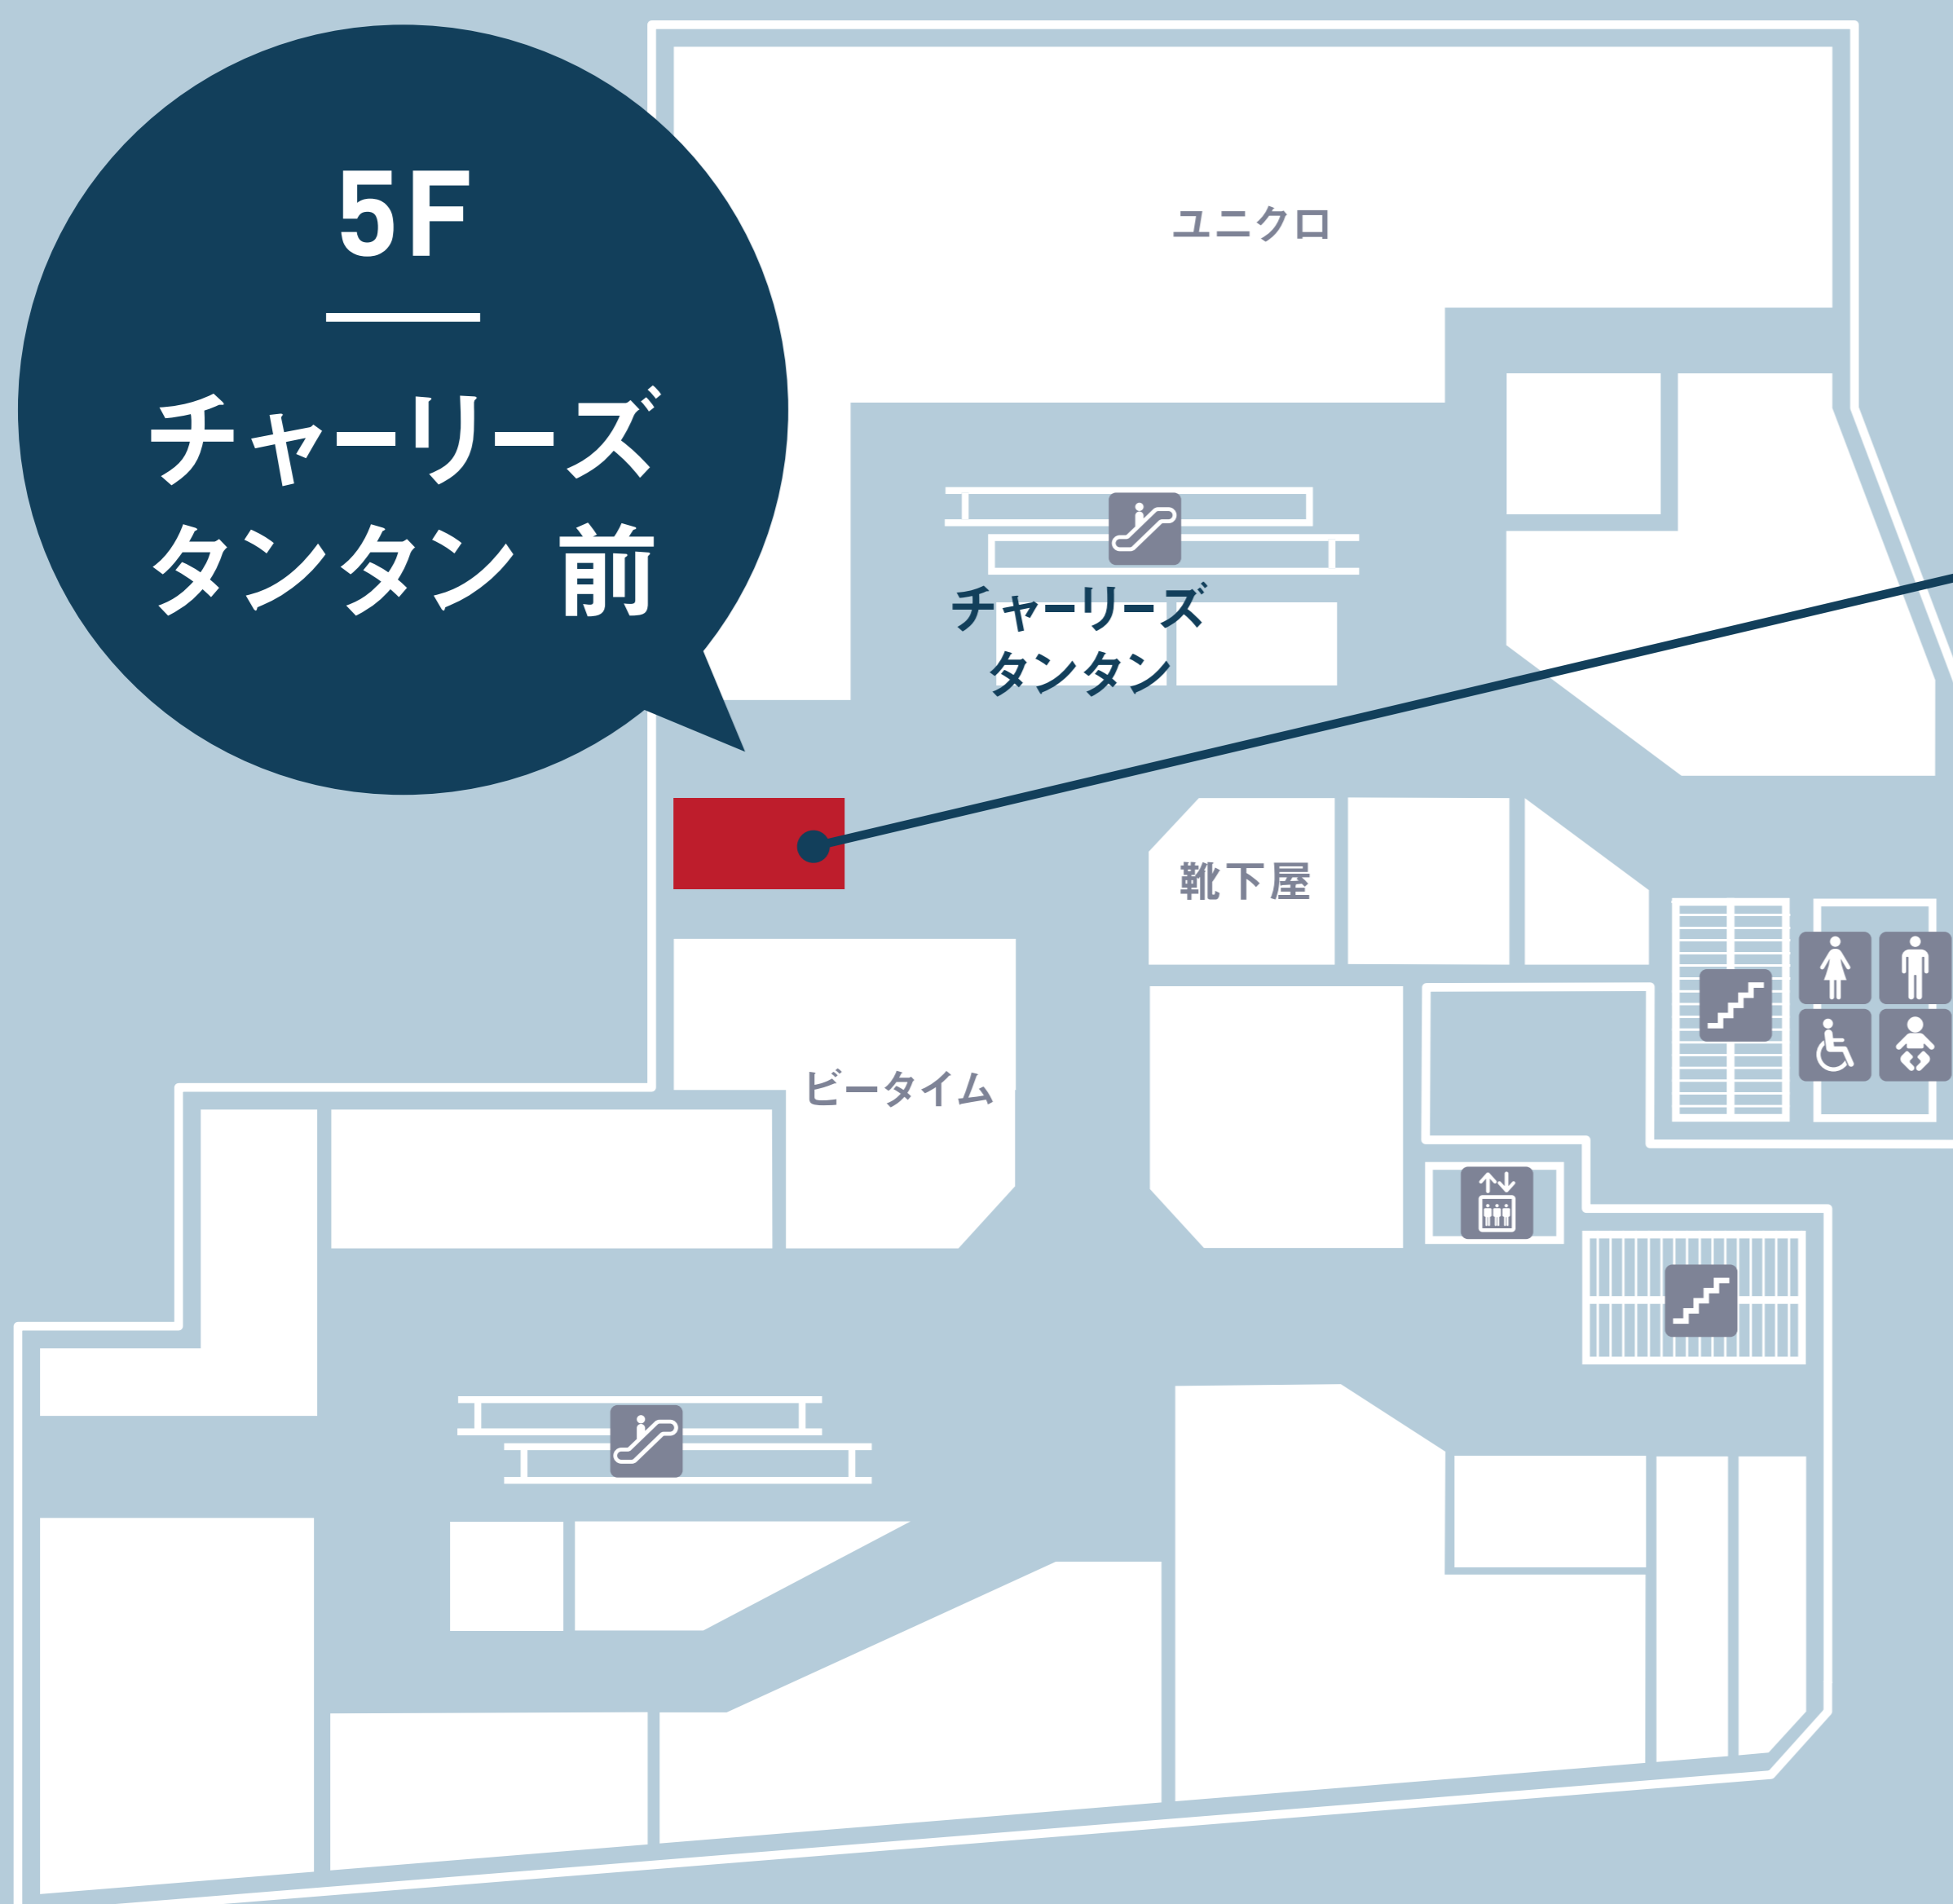 5F
チャーリーズ
タンタン 前
ユニクロ
チャーリーズ
タンタン
靴下屋
ビータイム